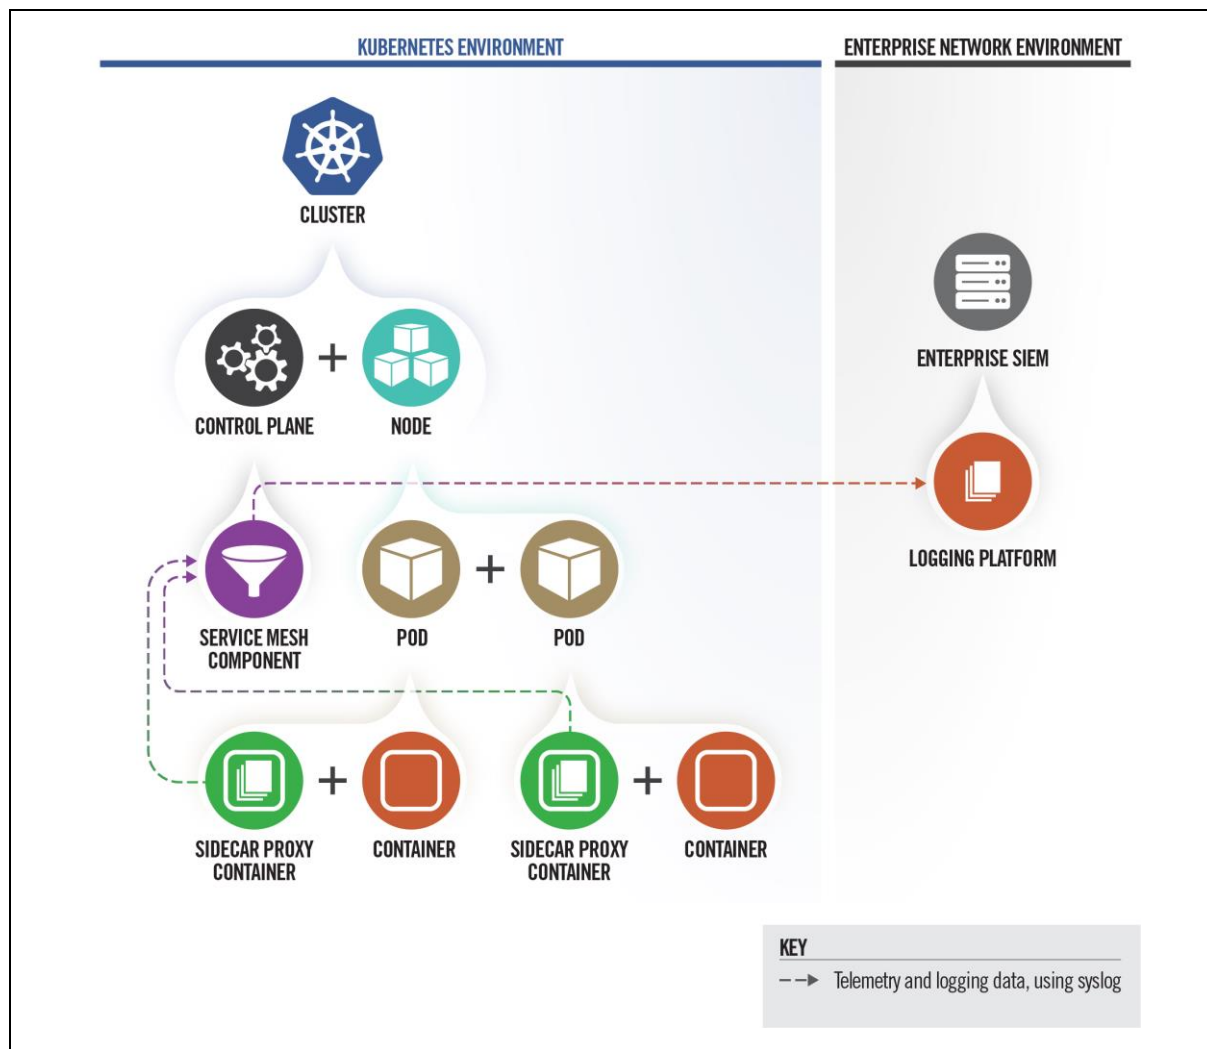 KUBERNETES ENVIRONMENT
ENTERPRISE NETWORK ENVIRONMENT
CLUSTER
ENTERPRISE SIEM
CONTROL PLANE
NODE
LOGGING PLATFORM
SERVICE MESH
COMPONENT
POD
POD
SIDECAR PROXY
CONTAINER
CONTAINER
SIDECAR PROXY
CONTAINER
CONTAINER
KEY
Telemetry and logging data, using syslog